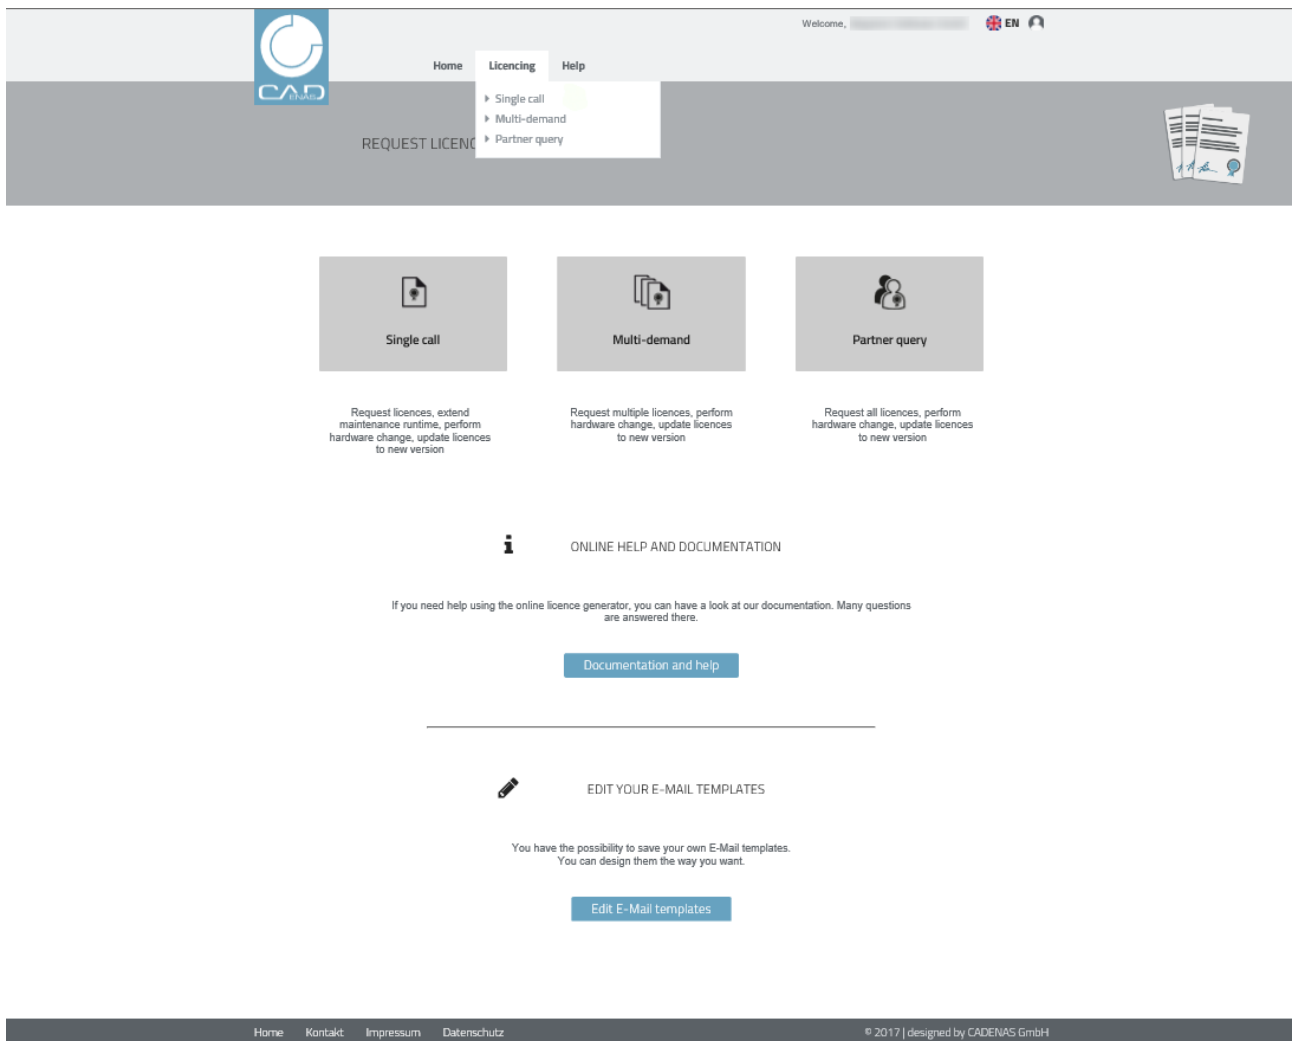 Welcome,
EN
CADENAS
Home Licencing Help
Single call
Multi-demand
Partner query
REQUEST LICENC
Single call
Multi-demand
Partner query
Request licences, extend
maintenance runtime, perform
hardware change, update licences
to new version
Request multiple licences, perform
hardware change, update licences
to new version
Request all licences, perform
hardware change, update licences
to new version
ONLINE HELP AND DOCUMENTATION
If you need help using the online licence generator, you can have a look at our documentation. Many questions
are answered there.
Documentation and help
EDIT YOUR E-MAIL TEMPLATES
You have the possibility to save your own E-Mail templates.
You can design them the way you want.
Edit E-Mail templates
Home Kontakt Impressum Datenschutz
© 2017 | designed by CADENAS GmbH